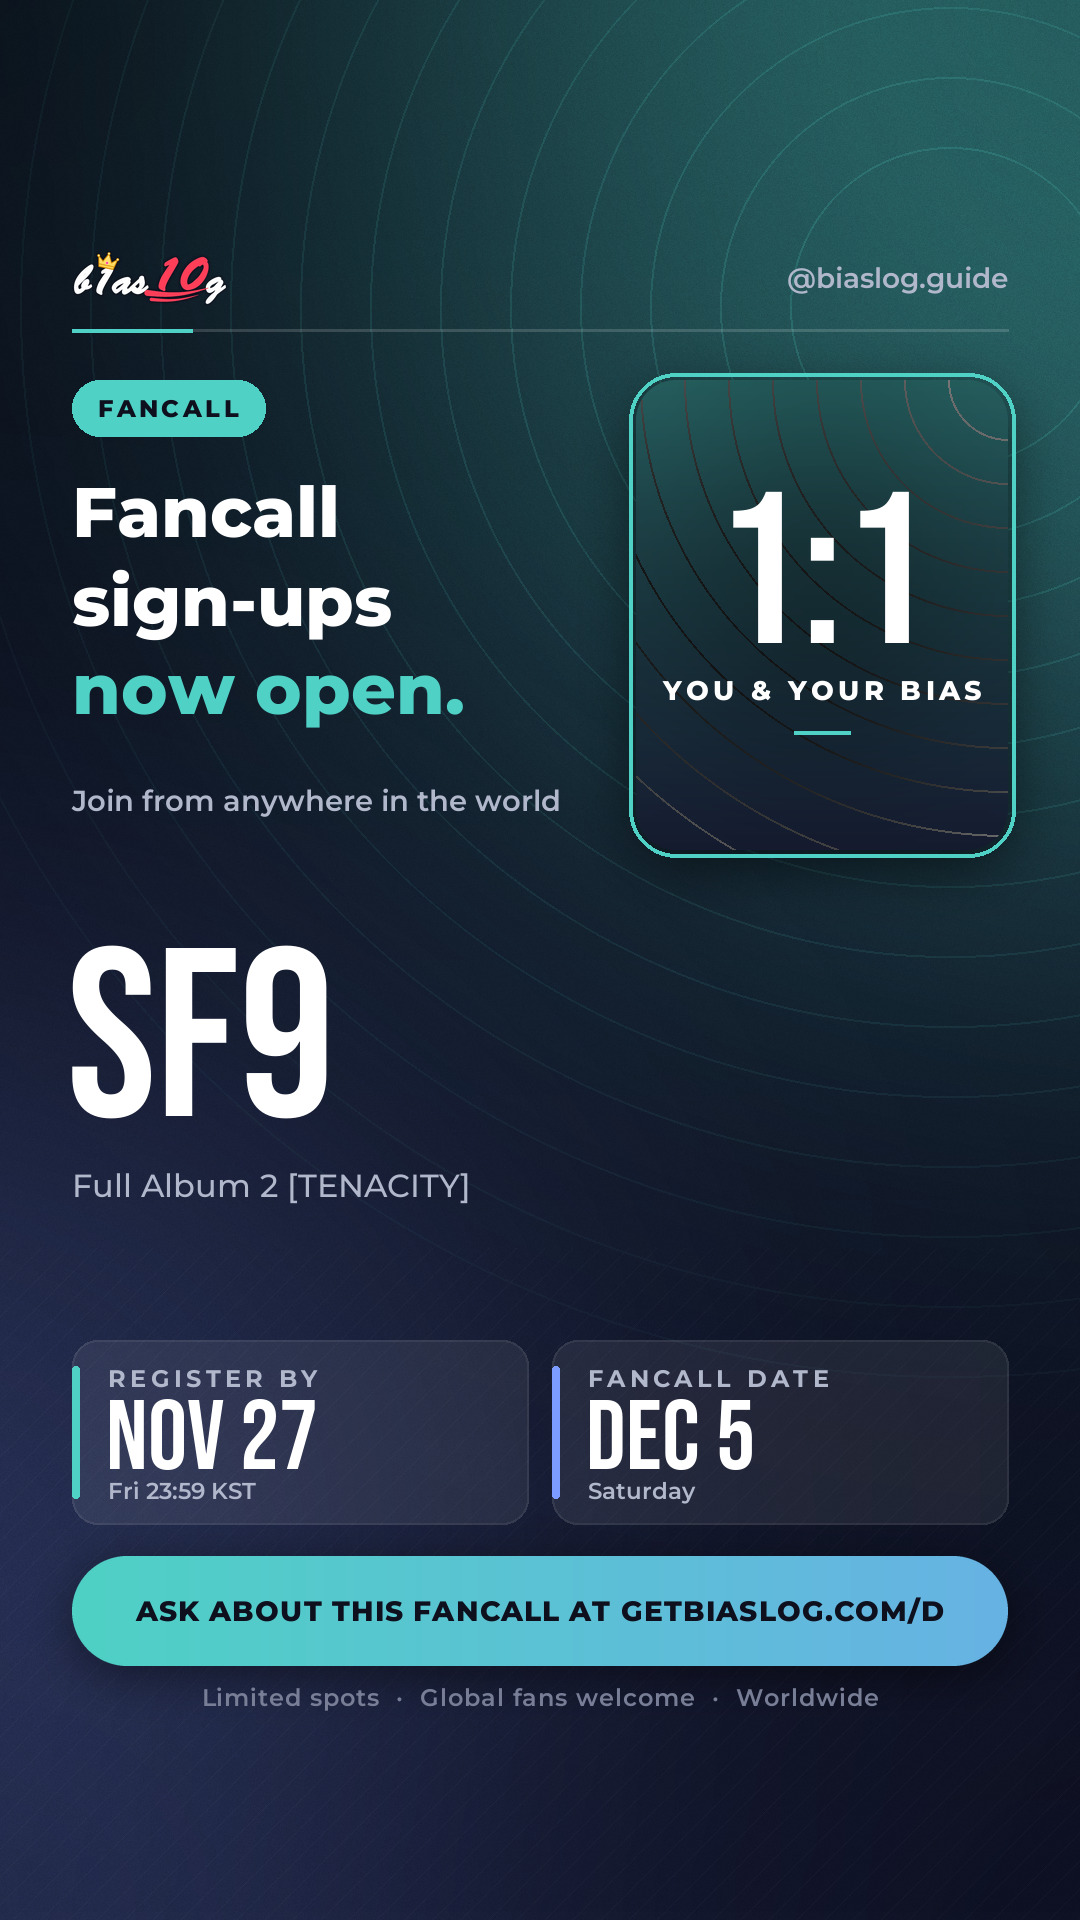 b1as10g
@biaslog.guide
FANCALL
Fancall
sign-ups
now open.
Join from anywhere in the world
1:1
YOU & YOUR BIAS
SF9
Full Album 2 [TENACITY]
REGISTER BY
NOV 27
Fri 23:59 KST
FANCALL DATE
DEC 5
Saturday
ASK ABOUT THIS FANCALL AT GETBIASLOG.COM/D
Limited spots · Global fans welcome · Worldwide